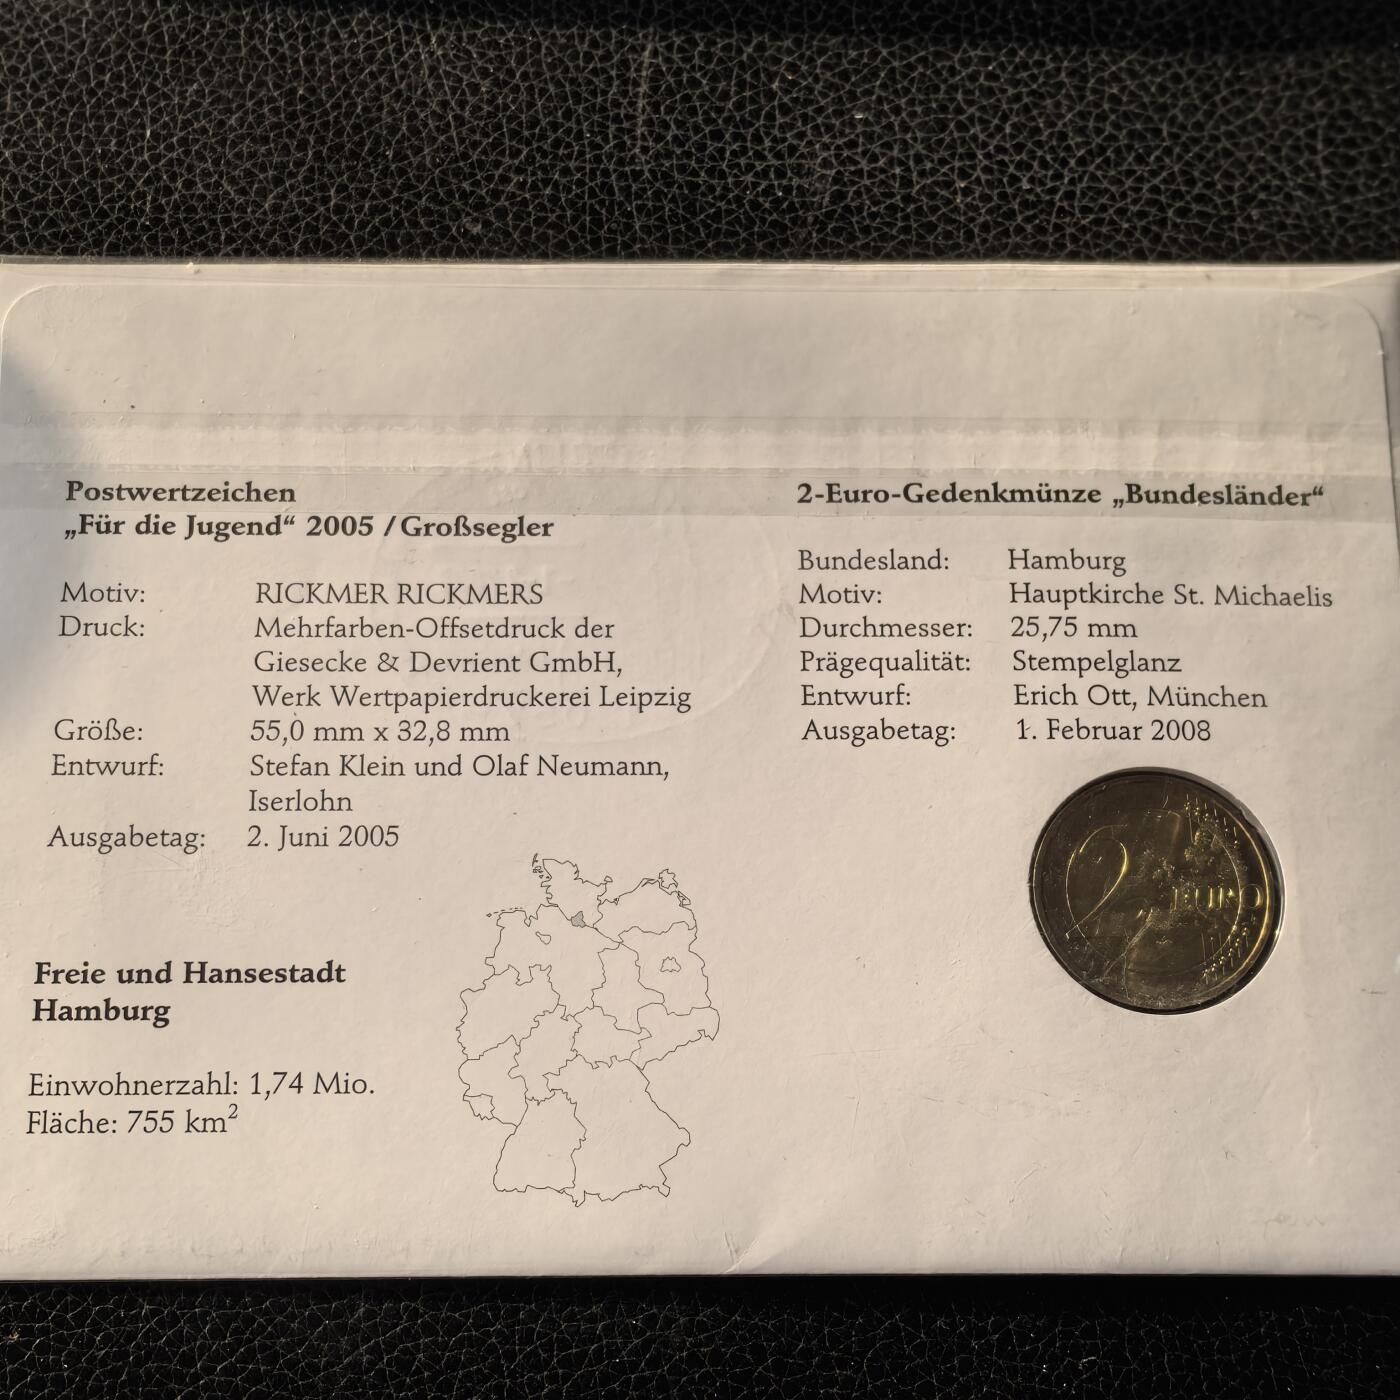 Postwertzeichen
„Für die Jugend“ 2005 / Großsegler
Motiv: RICKMER RICKMERS
Druck: Mehrfarben-Offsetdruck der
Giesecke & Devrient GmbH,
Werk Wertpapierdruckerei Leipzig
Größe: 55,0 mm x 32,8 mm
Entwurf: Stefan Klein und Olaf Neumann,
Iserlohn
Ausgabetag: 2. Juni 2005
Freie und Hansestadt
Hamburg
Einwohnerzahl: 1,74 Mio.
Fläche: 755 km²
2-Euro-Gedenkmünze „Bundesländer“
Bundesland: Hamburg
Motiv: Hauptkirche St. Michaelis
Durchmesser: 25,75 mm
Prägequalität: Stempelglanz
Entwurf: Erich Ott, München
Ausgabetag: 1. Februar 2008
2 EURO